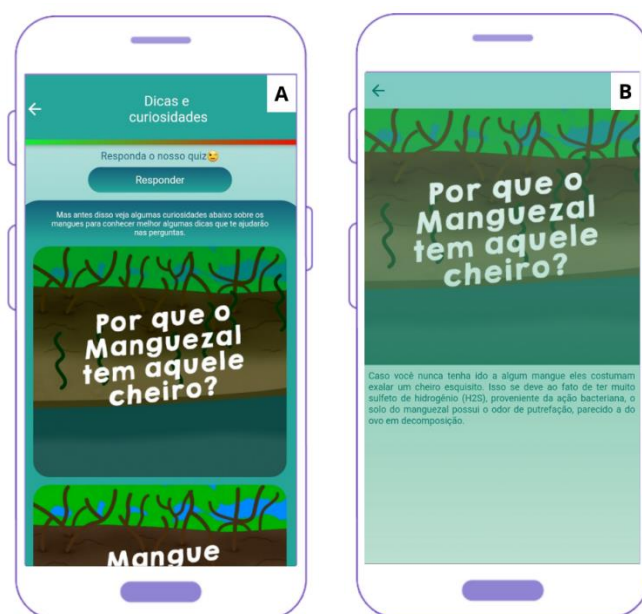 Dicas e
curiosidades
A
Responda o nosso quiz😉
Responder
Mas antes disso veja algumas curiosidades abaixo sobre os
mangues para conhecer melhor algumas dicas que te ajudarão
nas perguntas.
Por que o
Manguezal
tem aquele
cheiro?
Mangue
B
Por que o
Manguezal
tem aquele
cheiro?
Caso você nunca tenha ido a algum mangue eles costumam
exalar um cheiro esquisito. Isso se deve ao fato de ter muito
sulfeto de hidrogênio (H2S), proveniente da ação bacteriana, o
solo do manguezal possui o odor de putrefação, parecido a do
ovo em decomposição.